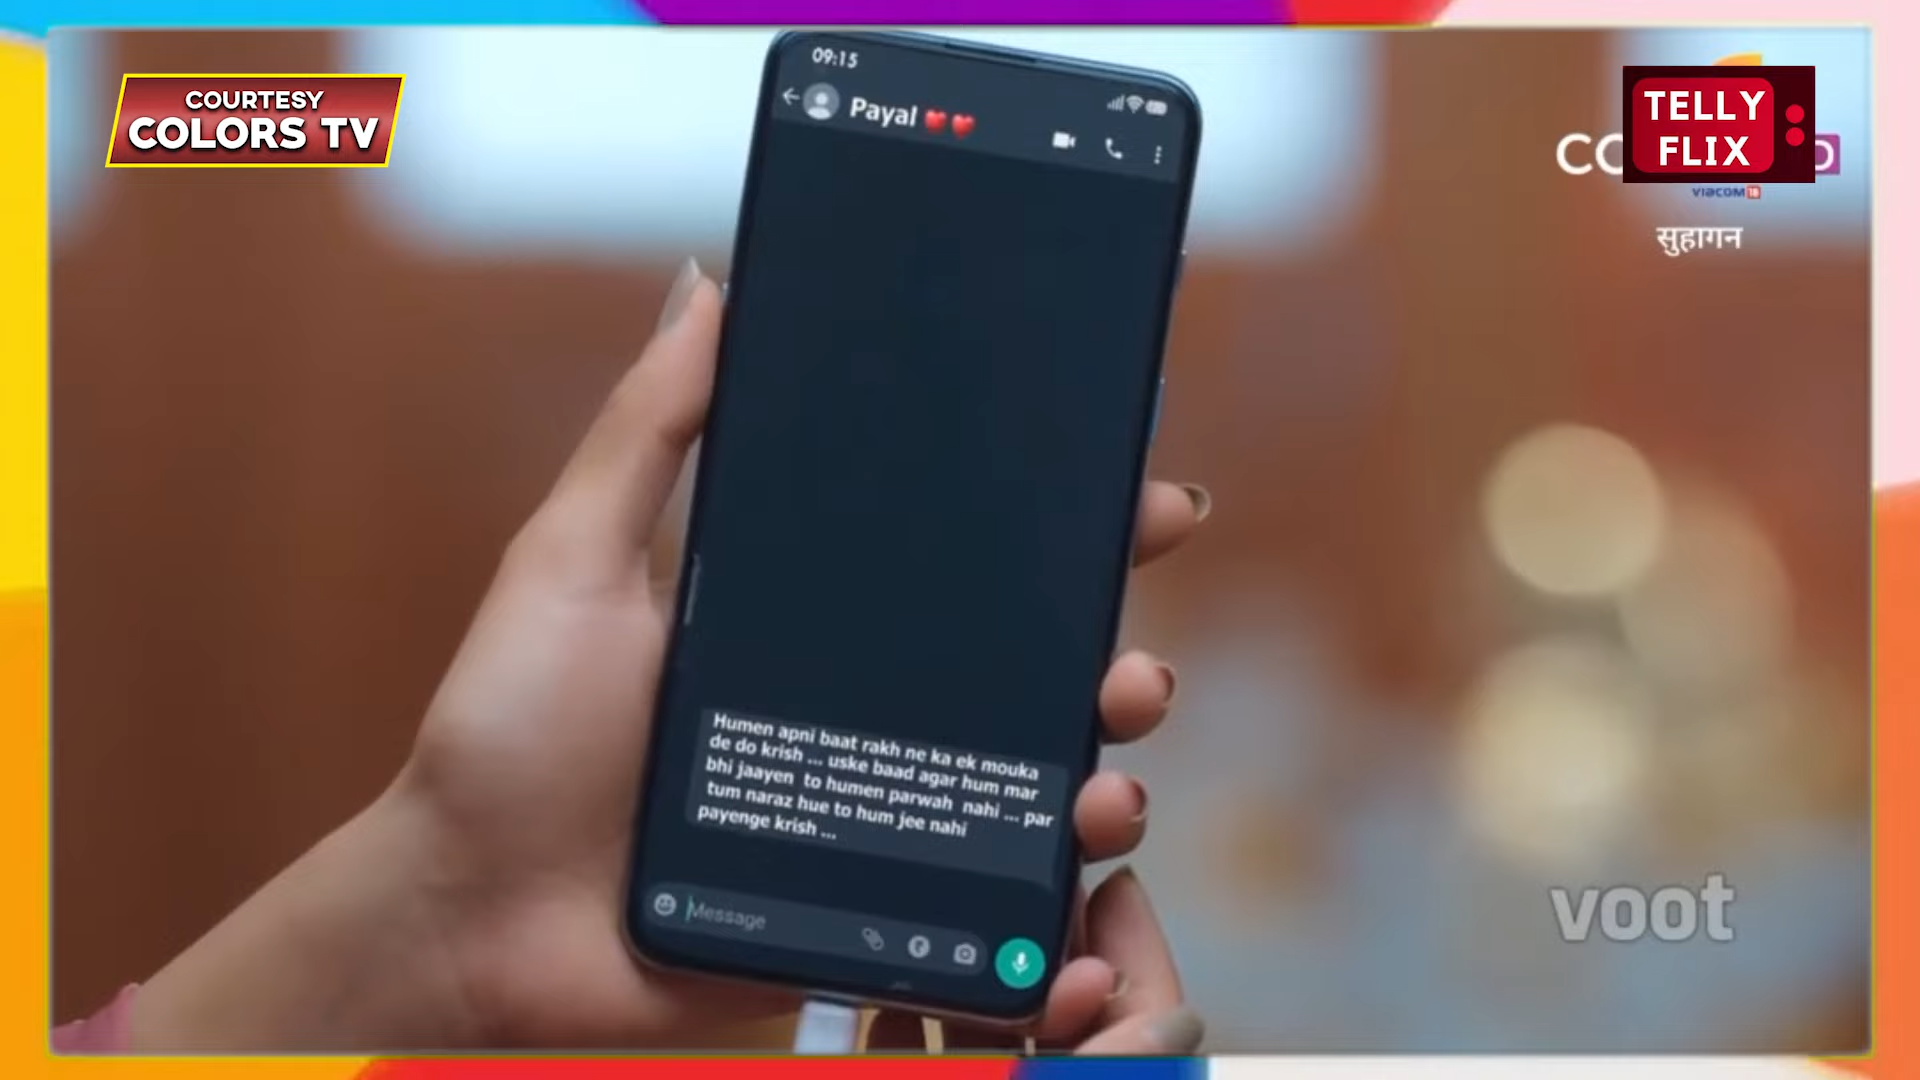 COURTESY
COLORS TV
TELLY
FLIX
VIACOM18
सुहागन
09:15
Payal
Humen apni baat rakh ne ka ek mouka
de do krish ... uske baad agar hum mar
bhi jaayen to humen parwah nahi ... par
tum naraz hue to hum jee nahi
payenge krish ...
Message
voot